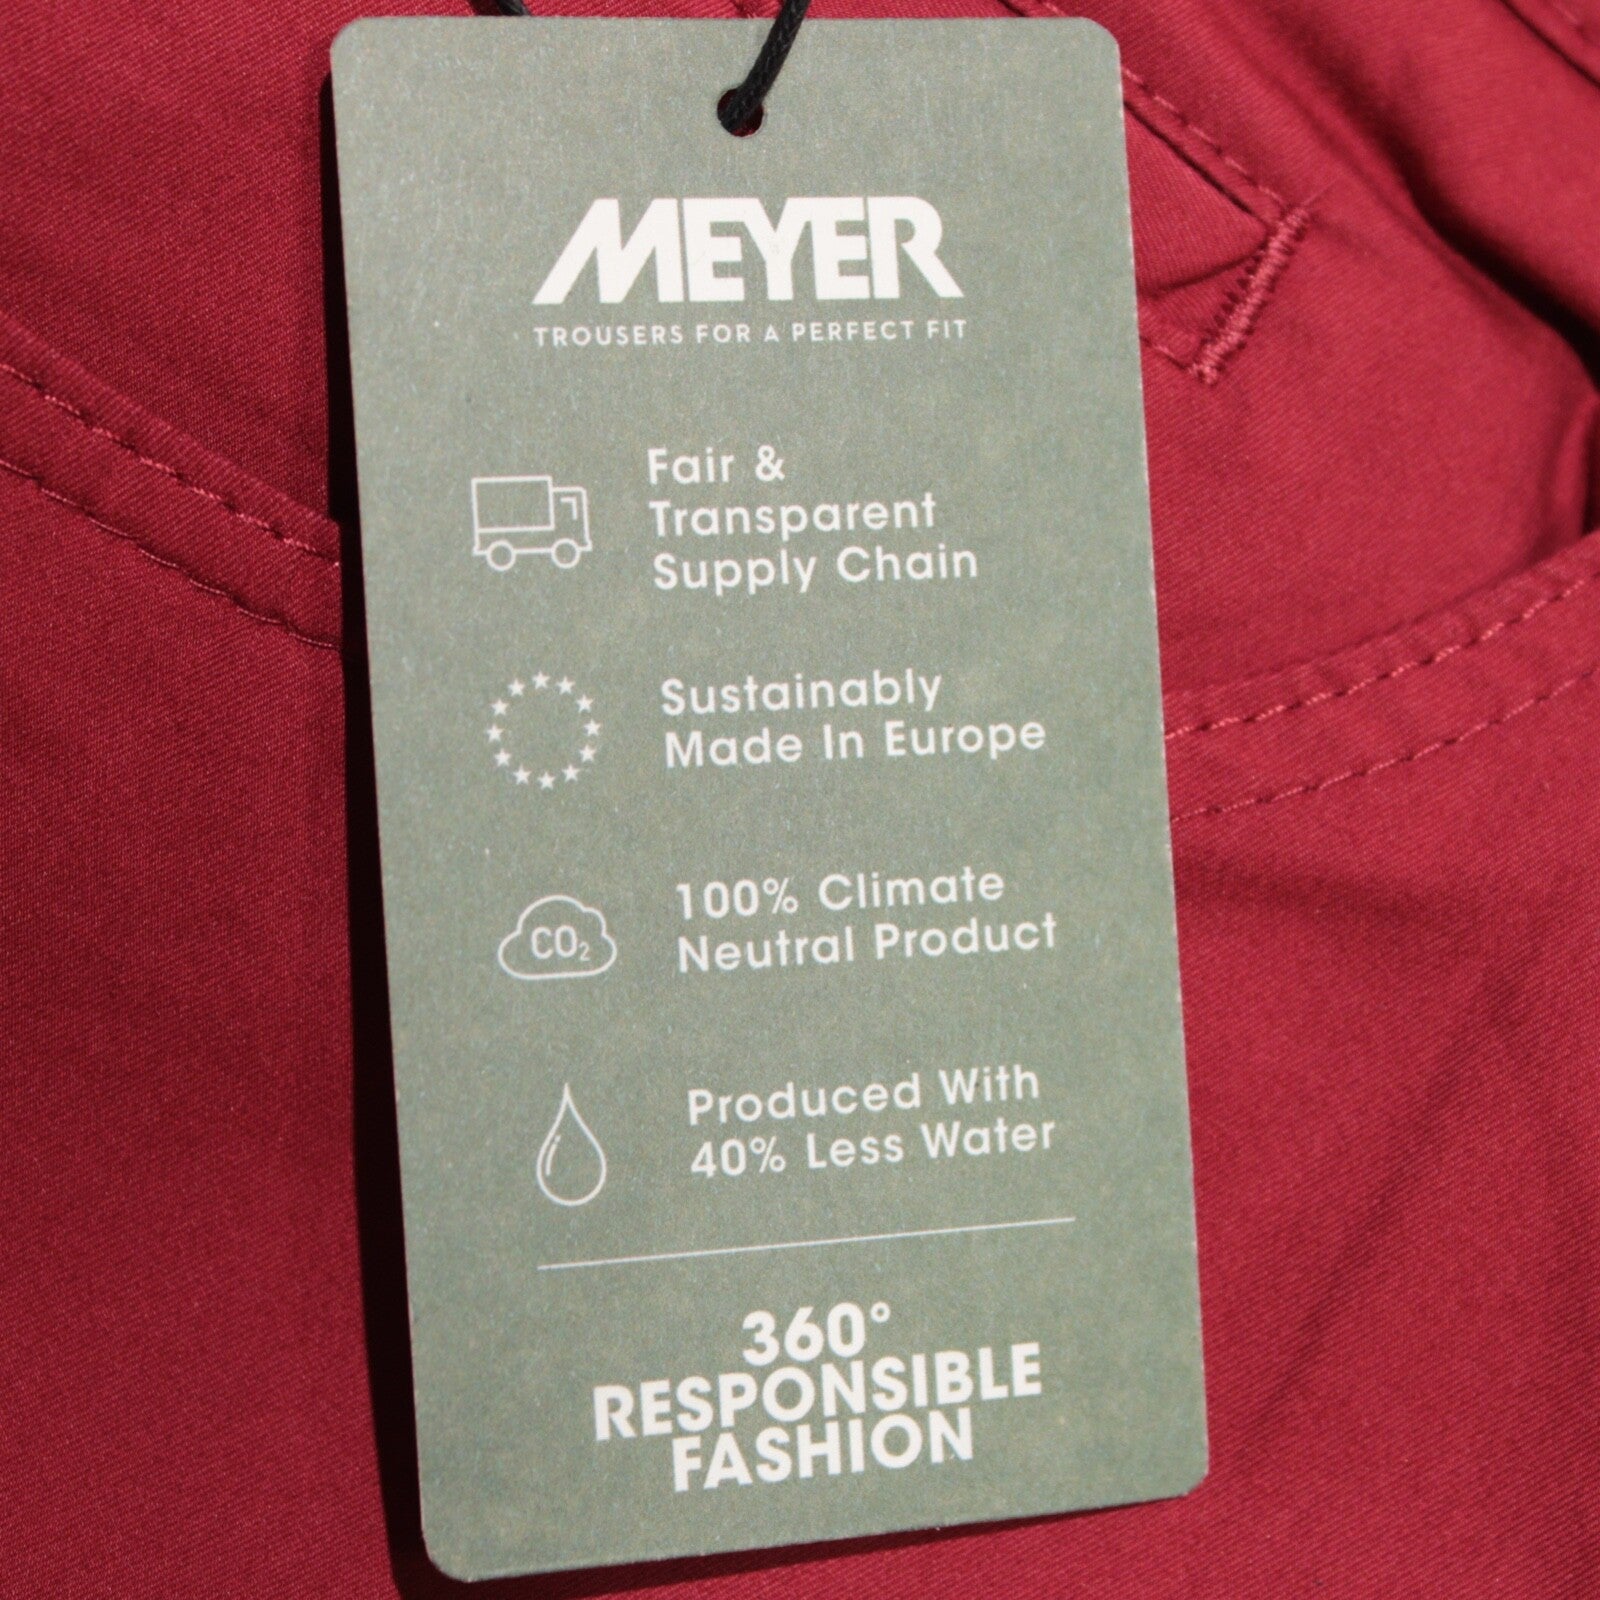 MEYER
TROUSERS FOR A PERFECT FIT
Fair &
Transparent
Supply Chain
Sustainably
Made In Europe
CO₂
100% Climate
Neutral Product
Produced With
40% Less Water
360°
RESPONSIBLE
FASHION